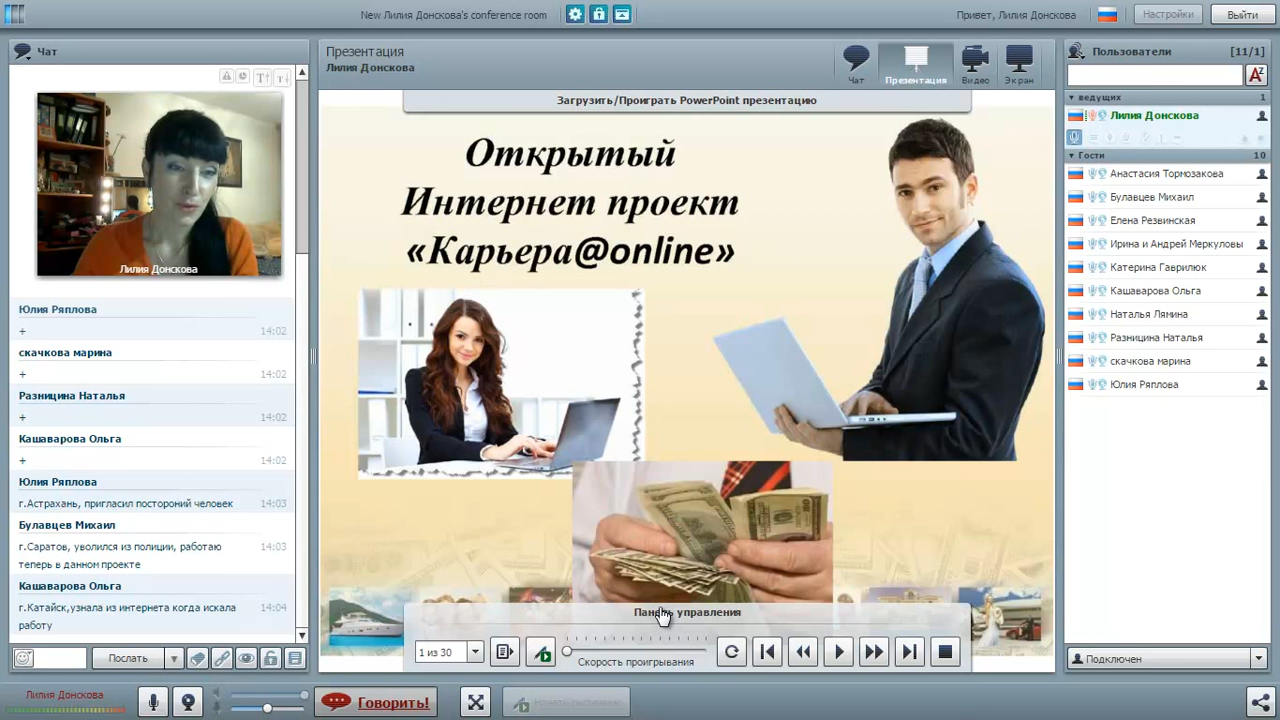 New Лилия Донскова's conference room
Привет, Лилия Донскова
Настройки
Выйти
Чат
Лилия Донскова
Юлия Ряплова
+ 14:02
скачкова марина
+ 14:02
Разницина Наталья
+ 14:02
Кашаварова Ольга
+ 14:02
Юлия Ряплова
г.Астрахань, пригласил постороний человек 14:03
Булавцев Михаил
г.Саратов, уволился из полиции, работаю 14:03
теперь в данном проекте
Кашаварова Ольга
г.Катайск,узнала из интернета когда искала 14:04
работу
Послать
Презентация
Лилия Донскова
Чат
Презентация
Видео
Экран
Загрузить/Проиграть PowerPoint презентацию
Открытый
Интернет проект
«Карьера@online»
Панель управления
1 из 30
Скорость проигрывания
Пользователи [11/1]
ведущих 1
Лилия Донскова
Гости 10
Анастасия Тормозакова
Булавцев Михаил
Елена Резвинская
Ирина и Андрей Меркуловы
Катерина Гаврилюк
Кашаварова Ольга
Наталья Лямина
Разницина Наталья
скачкова марина
Юлия Ряплова
Подключен
Лилия Донскова
Говорить!